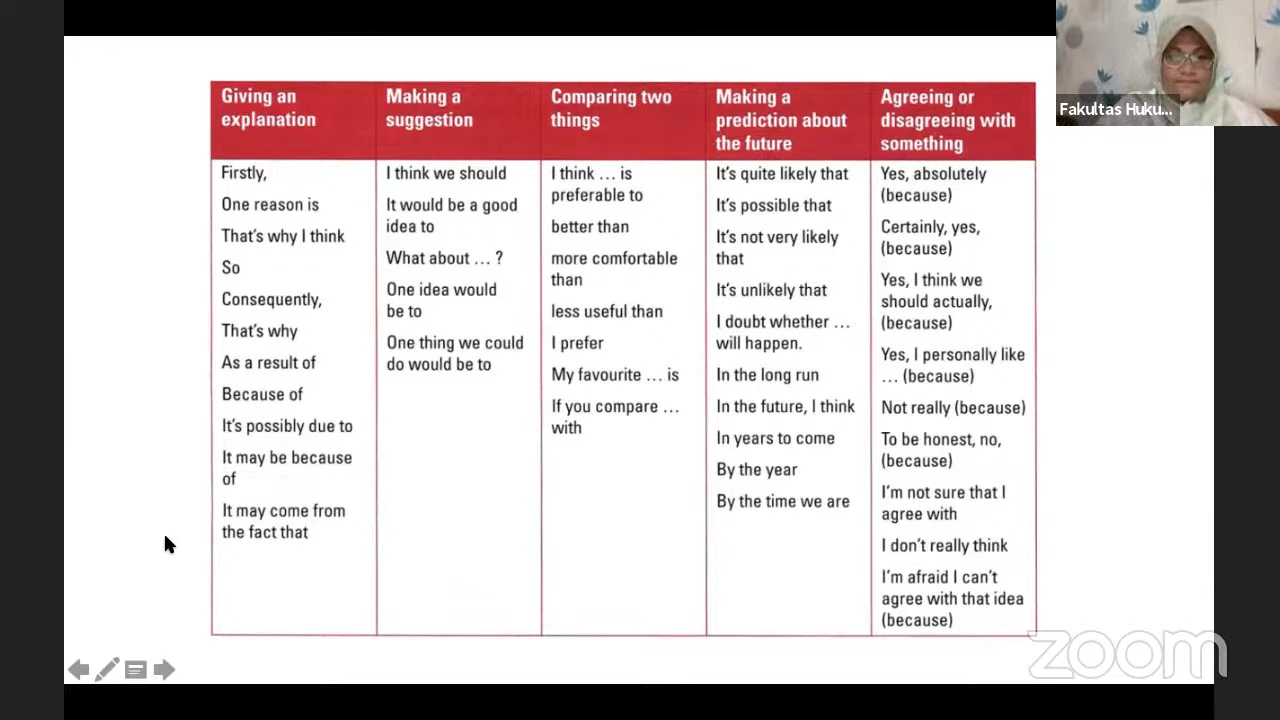 Fakultas Huku...
Giving an
explanation
Making a
suggestion
Comparing two
things
Making a
prediction about
the future
Agreeing or
disagreeing with
something
Firstly,
One reason is
That's why I think
So
Consequently,
That's why
As a result of
Because of
It's possibly due to
It may be because
of
It may come from
the fact that
I think we should
It would be a good
idea to
What about … ?
One idea would
be to
One thing we could
do would be to
I think … is
preferable to
better than
more comfortable
than
less useful than
I prefer
My favourite … is
If you compare …
with
It's quite likely that
It's possible that
It's not very likely
that
It's unlikely that
I doubt whether …
will happen.
In the long run
In the future, I think
In years to come
By the year
By the time we are
Yes, absolutely
(because)
Certainly, yes,
(because)
Yes, I think we
should actually,
(because)
Yes, I personally like
… (because)
Not really (because)
To be honest, no,
(because)
I'm not sure that I
agree with
I don't really think
I'm afraid I can't
agree with that idea
(because)
zoom